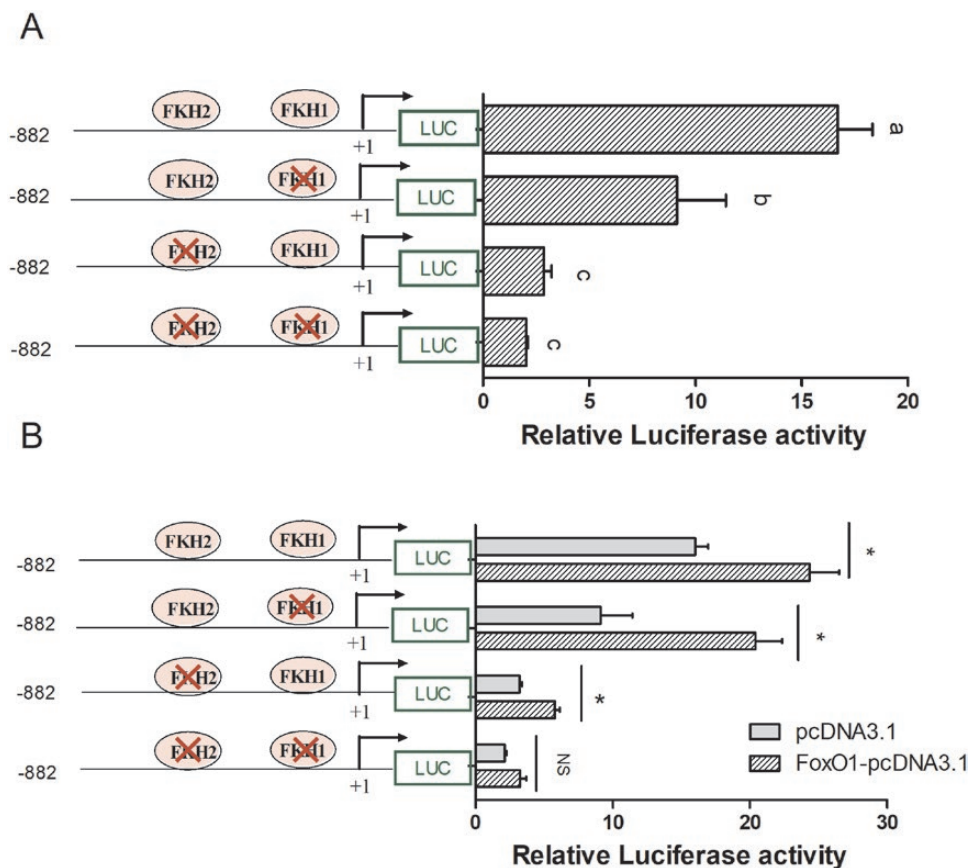 A
FKH2 FKH1
-882 +1 LUC a
FKH2 FKH1
-882 +1 LUC b
FKH2 FKH1
-882 +1 LUC c
FKH2 FKH1
-882 +1 LUC c
0 5 10 15 20
Relative Luciferase activity
B
FKH2 FKH1
-882 +1 LUC *
FKH2 FKH1
-882 +1 LUC *
FKH2 FKH1
-882 +1 LUC *
pcDNA3.1
FKH2 FKH1
-882 +1 LUC NS
FoxO1-pcDNA3.1
0 10 20 30
Relative Luciferase activity